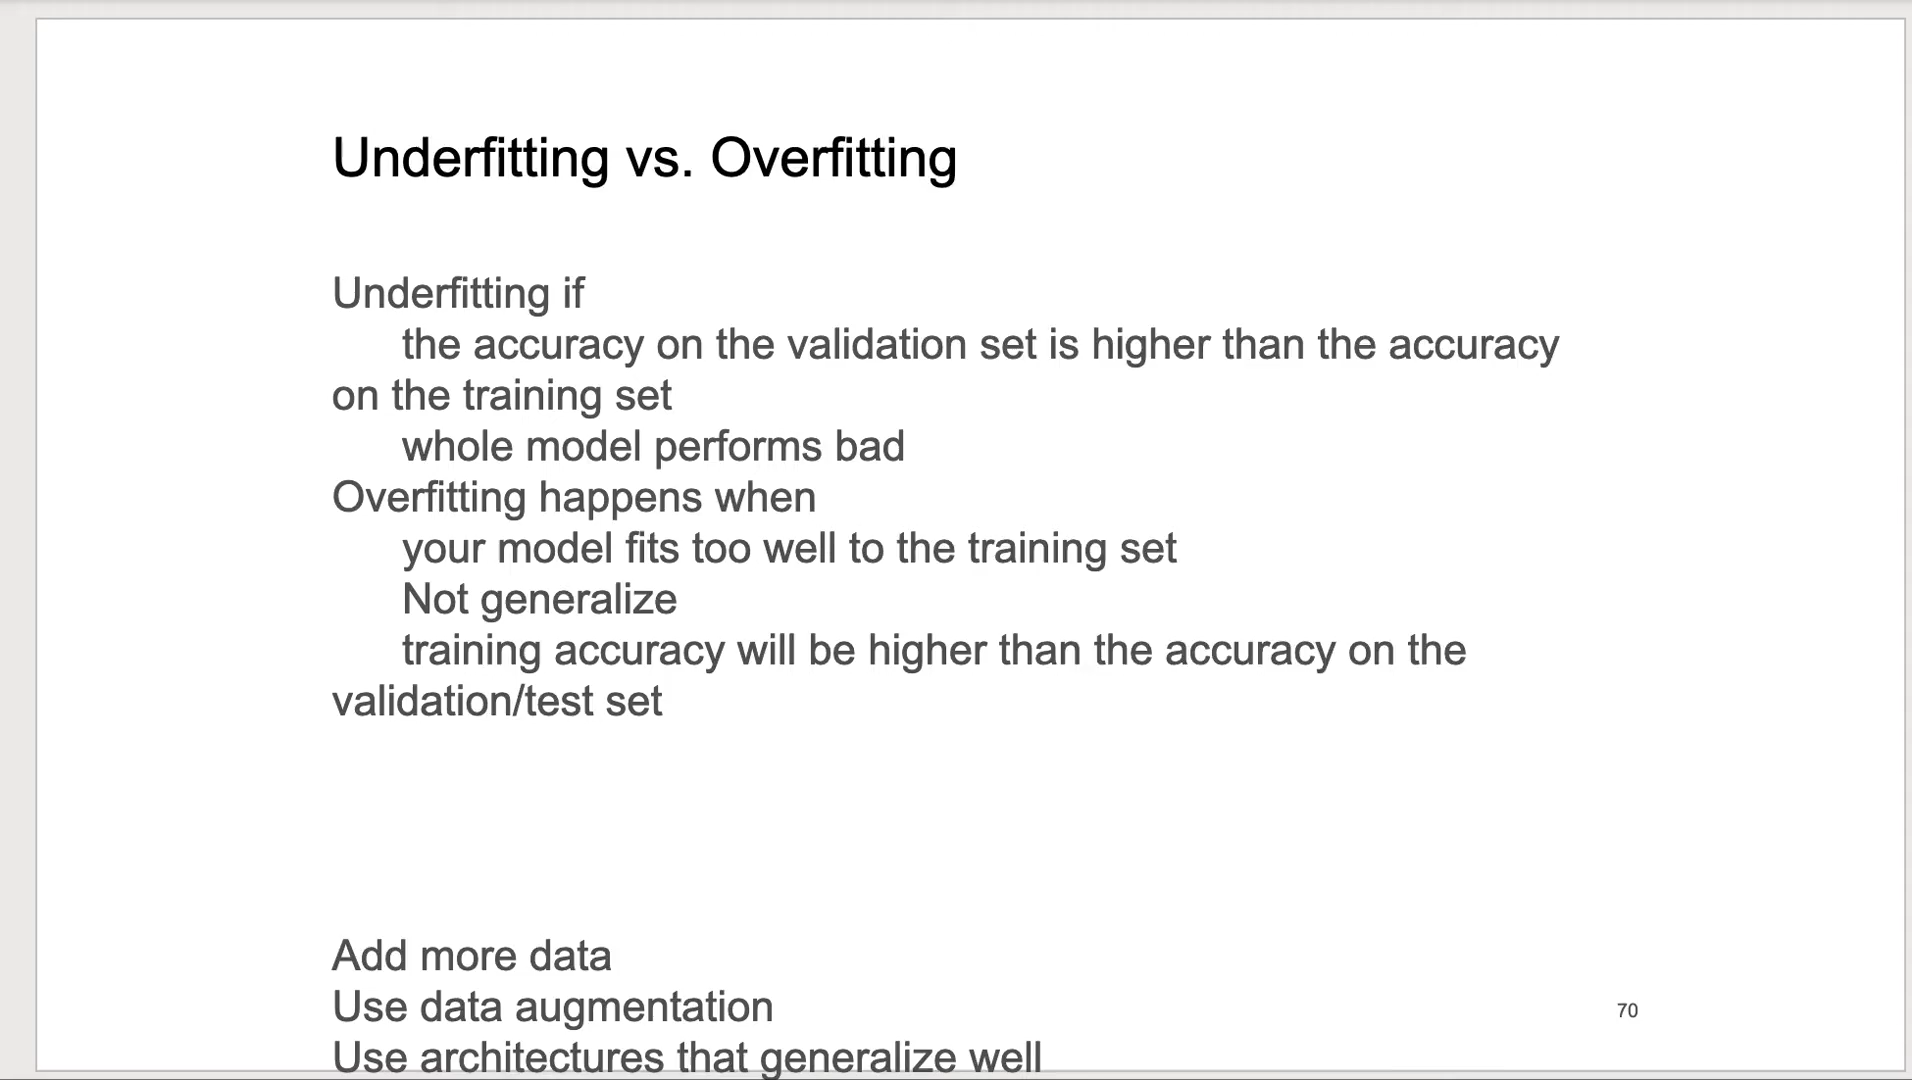 Underfitting vs. Overfitting
Underfitting if
the accuracy on the validation set is higher than the accuracy
on the training set
whole model performs bad
Overfitting happens when
your model fits too well to the training set
Not generalize
training accuracy will be higher than the accuracy on the
validation/test set
Add more data
Use data augmentation
70
Use architectures that generalize well